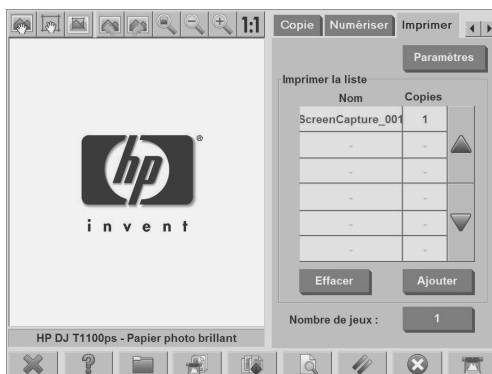 1:1
Copie Numériser Imprimer
Paramètres
Imprimer la liste
Nom Copies
ScreenCapture_001 1
hp
®
invent
Effacer Ajouter
Nombre de jeux : 1
HP DJ T1100ps - Papier photo brillant